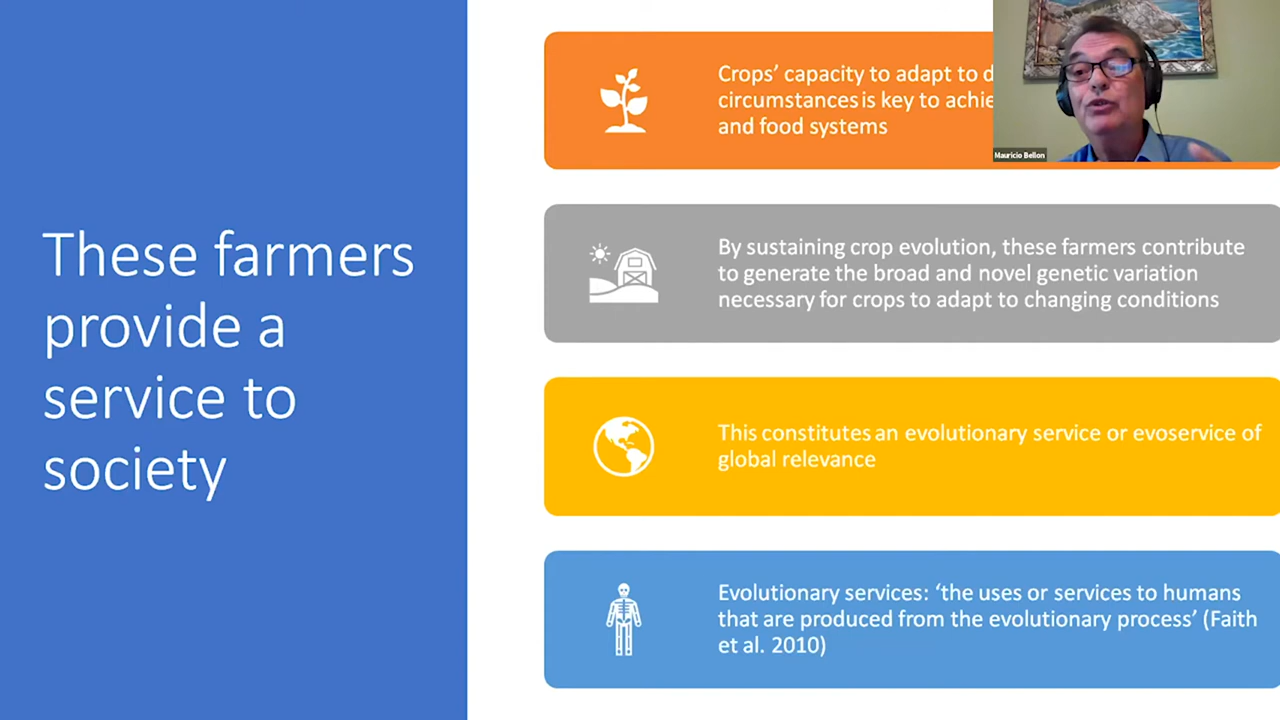 These farmers
provide a
service to
society
Crops’ capacity to adapt to
circumstances is key to
and food systems
Mauricio Bellon
By sustaining crop evolution, these farmers contribute
to generate the broad and novel genetic variation
necessary for crops to adapt to changing conditions
This constitutes an evolutionary service or evoservice of
global relevance
Evolutionary services: ‘the uses or services to humans
that are produced from the evolutionary process’ (Faith
et al. 2010)